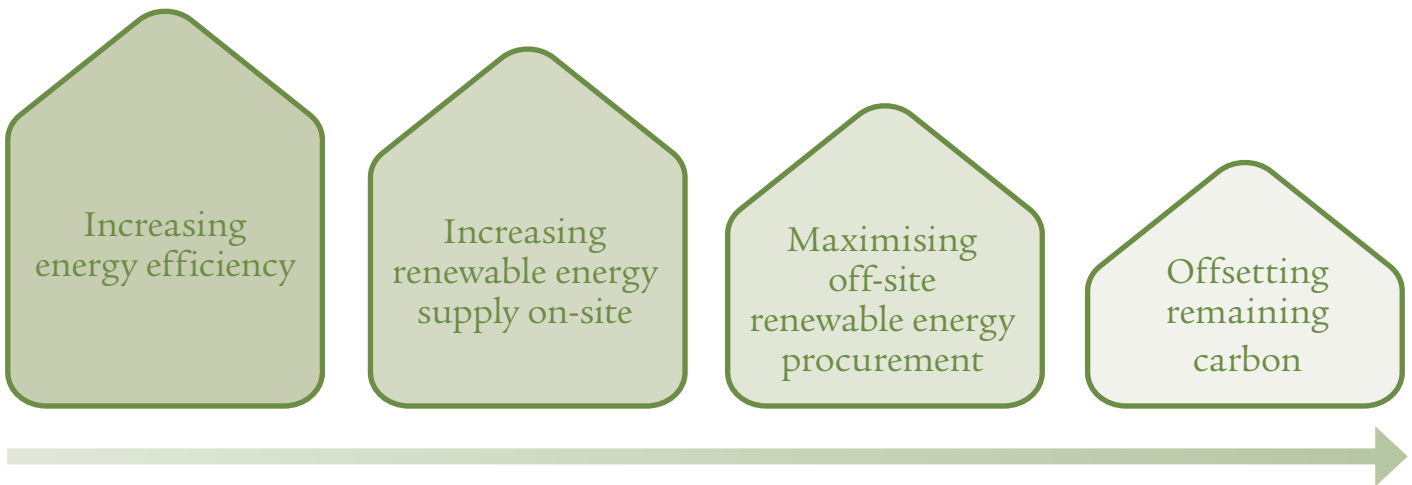 Increasing
energy efficiency
Increasing
renewable energy
supply on-site
Maximising
off-site
renewable energy
procurement
Offsetting
remaining
carbon